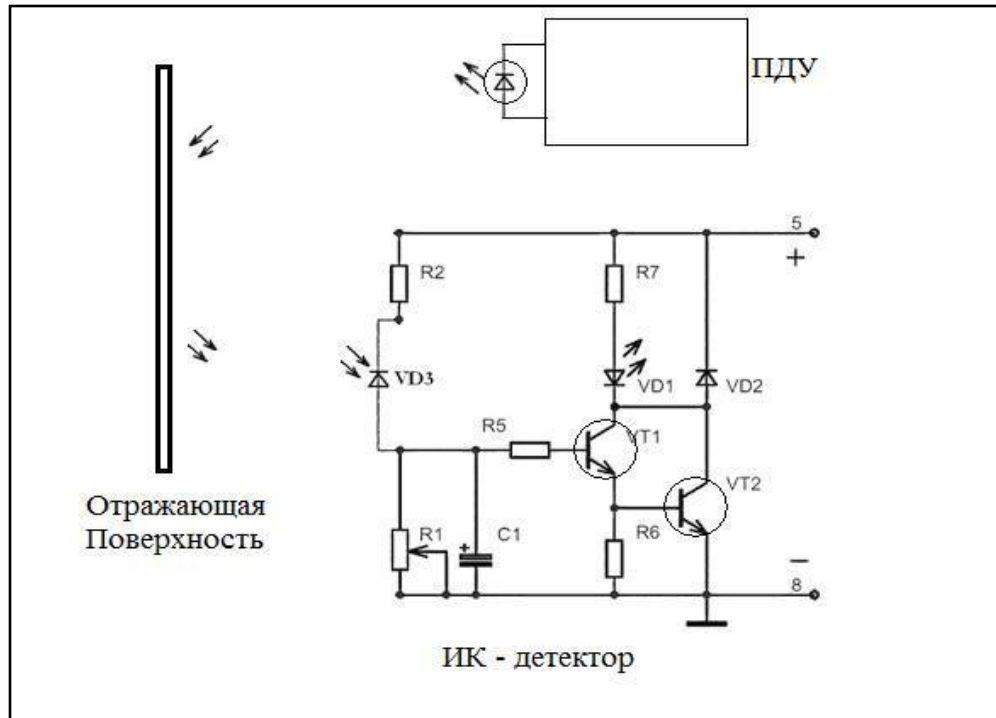 ПДУ
5
+
R2
R7
VD3
VD1
VD2
R5
VT1
VT2
Отражающая
Поверхность
R1
+
C1
R6
−
8
ИК - детектор